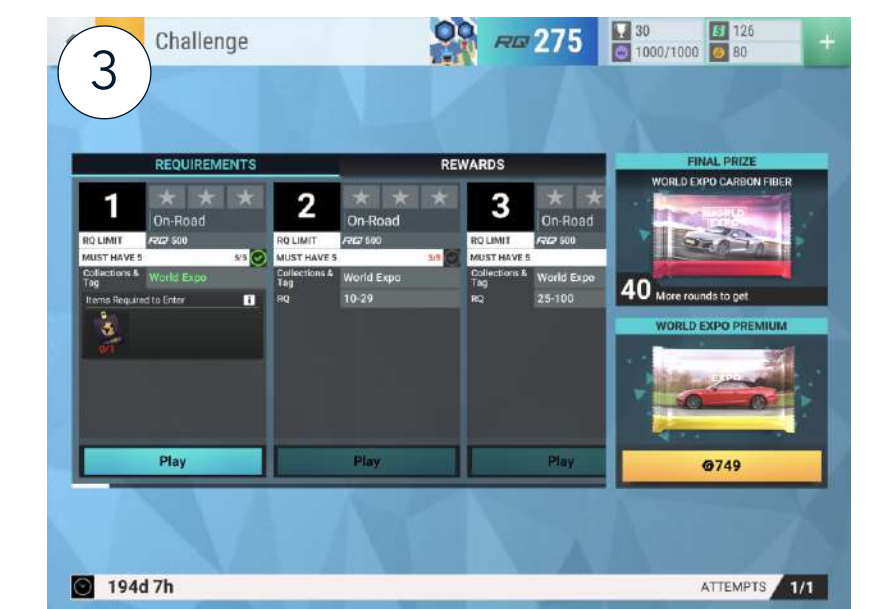 3
Challenge
RQ 275
30
126
1000/1000
80
+
REQUIREMENTS
REWARDS
1
On-Road
RQ LIMIT
RQ 500
MUST HAVE 5
5/5
Collections & Tag
World Expo
Items Required to Enter
i
0/1
Play
2
On-Road
RQ LIMIT
RQ 500
MUST HAVE 5
3/5
Collections & Tag
World Expo
RQ
10-29
Play
3
On-Road
RQ LIMIT
RQ 500
MUST HAVE 5
Collections & Tag
World Expo
RQ
25-100
Play
FINAL PRIZE
WORLD EXPO CARBON FIBER
WORLD
EXPO
40 More rounds to get
WORLD EXPO PREMIUM
EXPO
749
194d 7h
ATTEMPTS 1/1